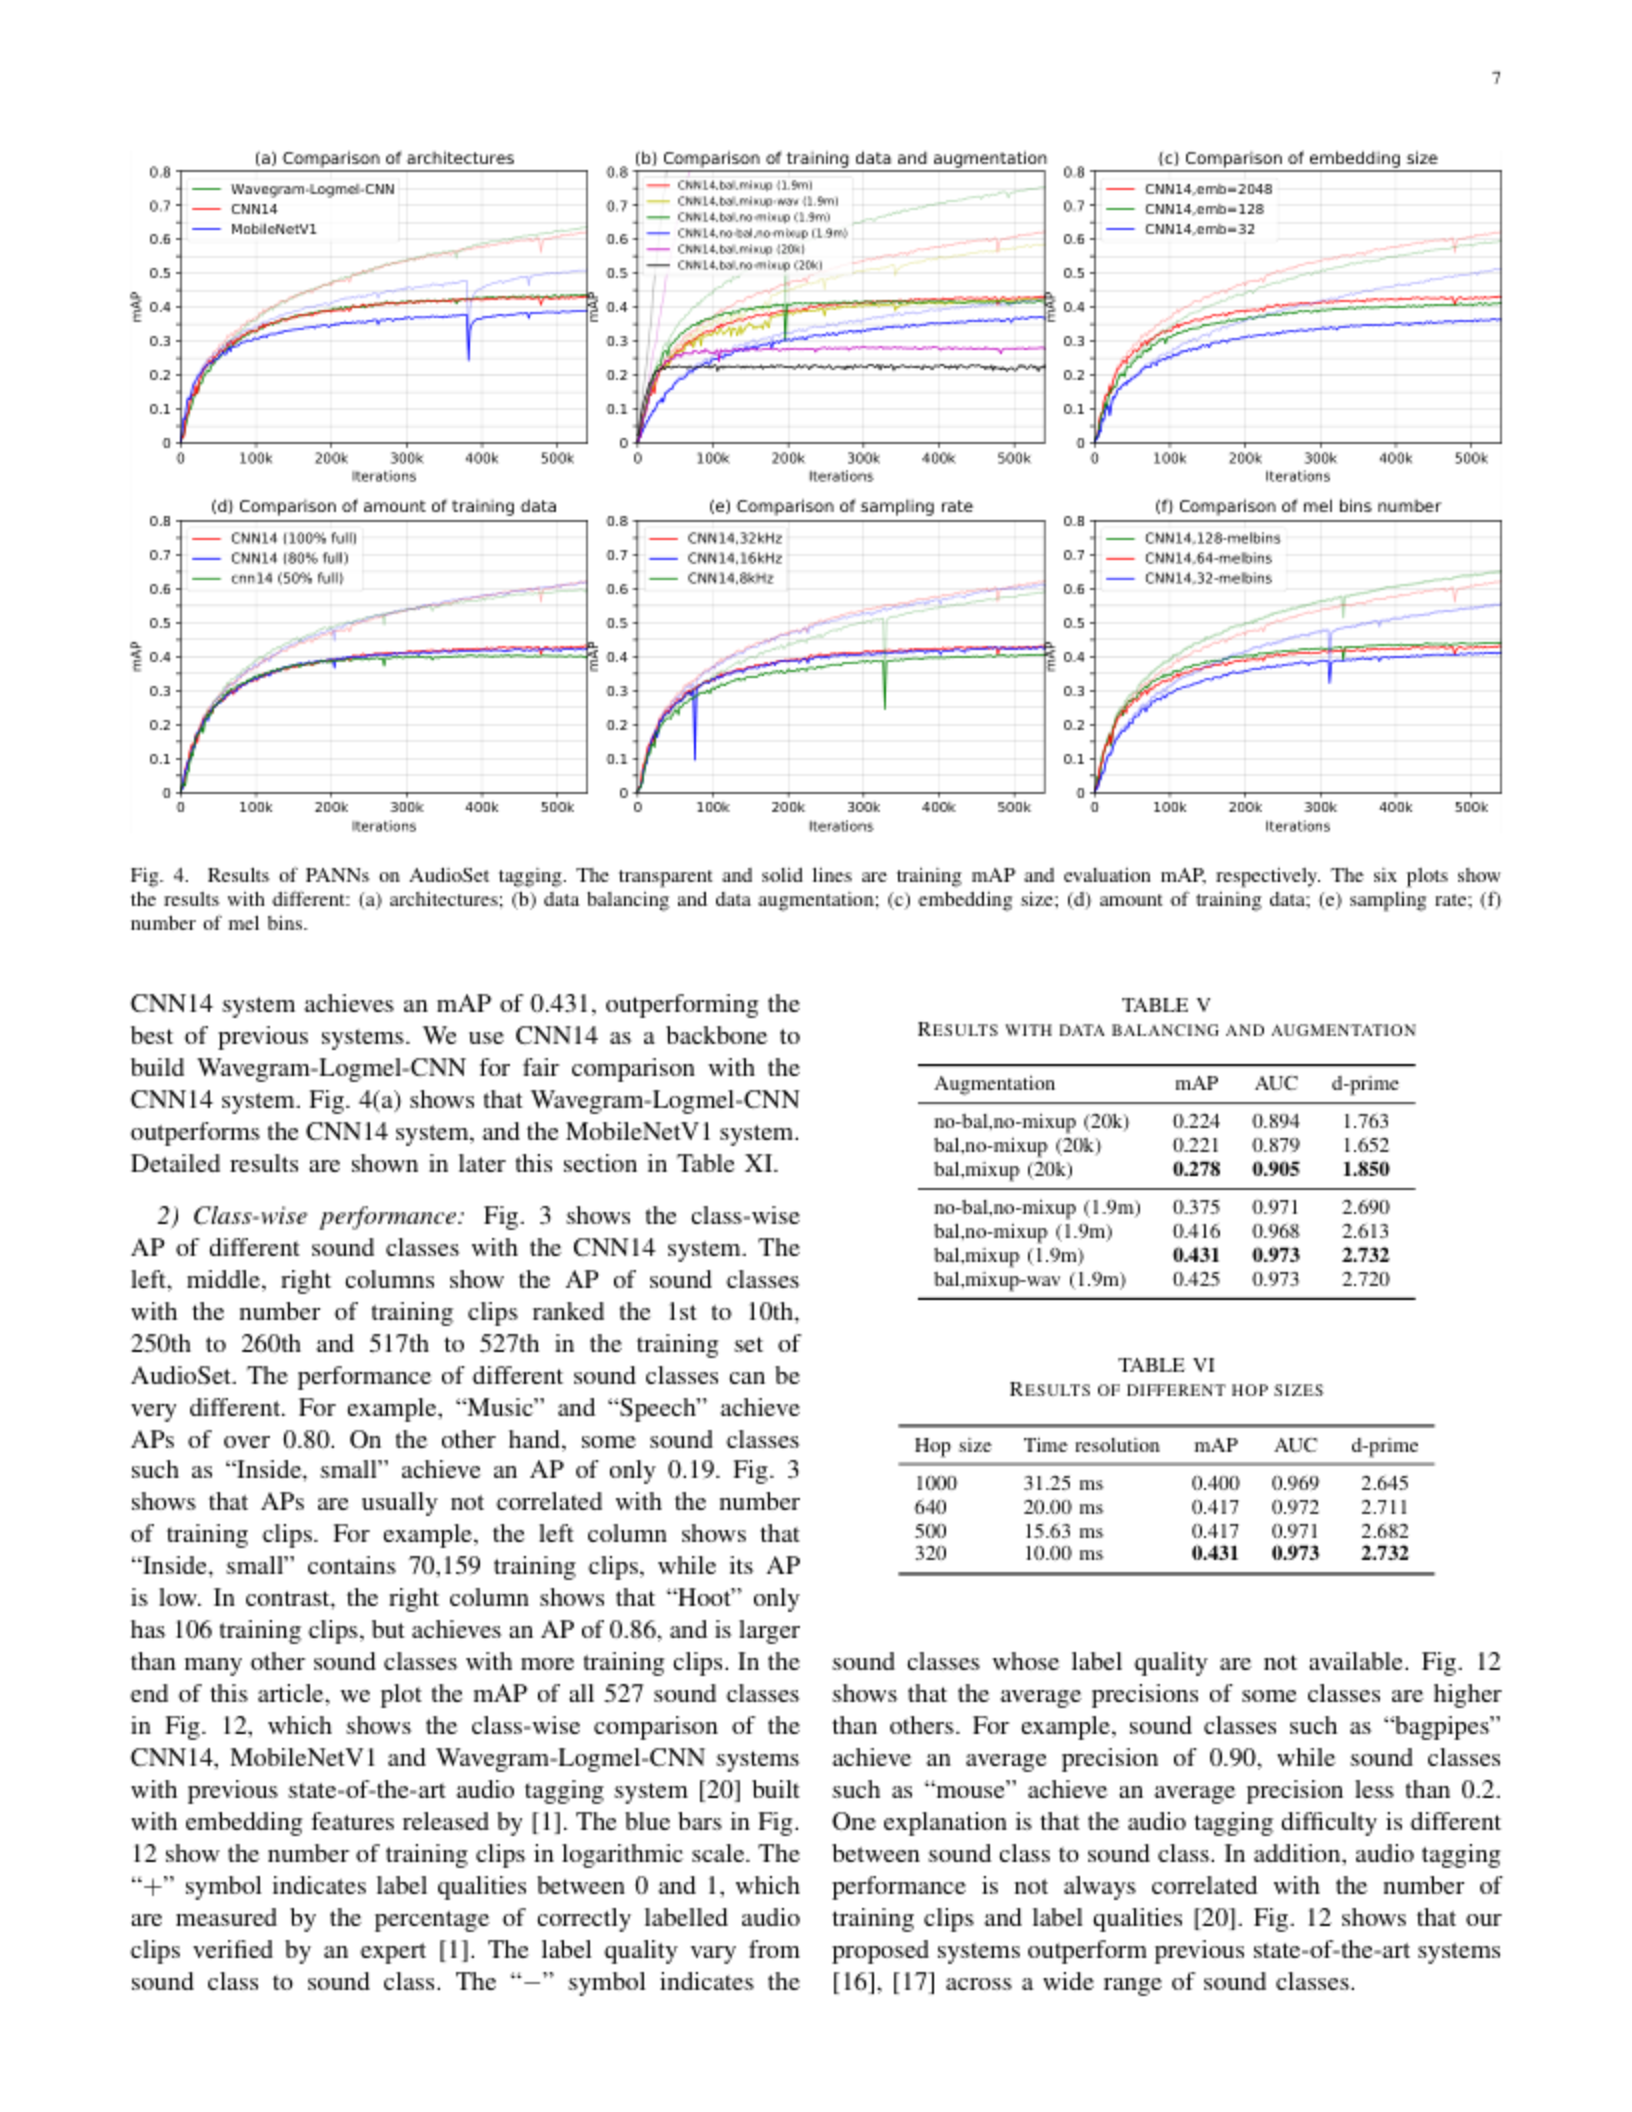 7
(a) Comparison of architectures
0.8
0.7
0.6
0.5
0.4
0.3
0.2
0.1
0
mAP
Wavegram-Logmel-CNN
CNN14
MobileNetV1
0 100k 200k 300k 400k 500k
Iterations
(b) Comparison of training data and augmentation
0.8
0.7
0.6
0.5
0.4
0.3
0.2
0.1
0
mAP
CNN14,bal,mixup (1.9m)
CNN14,bal,mixup-wav (1.9m)
CNN14,bal,no-mixup (1.9m)
CNN14,no-bal,no-mixup (1.9m)
CNN14,bal,mixup (20k)
CNN14,bal,no-mixup (20k)
0 100k 200k 300k 400k 500k
Iterations
(c) Comparison of embedding size
0.8
0.7
0.6
0.5
0.4
0.3
0.2
0.1
0
mAP
CNN14,emb=2048
CNN14,emb=128
CNN14,emb=32
0 100k 200k 300k 400k 500k
Iterations
(d) Comparison of amount of training data
0.8
0.7
0.6
0.5
0.4
0.3
0.2
0.1
0
mAP
CNN14 (100% full)
CNN14 (80% full)
cnn14 (50% full)
0 100k 200k 300k 400k 500k
Iterations
(e) Comparison of sampling rate
0.8
0.7
0.6
0.5
0.4
0.3
0.2
0.1
0
mAP
CNN14,32kHz
CNN14,16kHz
CNN14,8kHz
0 100k 200k 300k 400k 500k
Iterations
(f) Comparison of mel bins number
0.8
0.7
0.6
0.5
0.4
0.3
0.2
0.1
0
mAP
CNN14,128-melbins
CNN14,64-melbins
CNN14,32-melbins
0 100k 200k 300k 400k 500k
Iterations
Fig. 4. Results of PANNs on AudioSet tagging. The transparent and solid lines are training mAP and evaluation mAP, respectively. The six plots show
the results with different: (a) architectures; (b) data balancing and data augmentation; (c) embedding size; (d) amount of training data; (e) sampling rate; (f)
number of mel bins.
CNN14 system achieves an mAP of 0.431, outperforming the
best of previous systems. We use CNN14 as a backbone to
build Wavegram-Logmel-CNN for fair comparison with the
CNN14 system. Fig. 4(a) shows that Wavegram-Logmel-CNN
outperforms the CNN14 system, and the MobileNetV1 system.
Detailed results are shown in later this section in Table XI.
2) Class-wise performance: Fig. 3 shows the class-wise
AP of different sound classes with the CNN14 system. The
left, middle, right columns show the AP of sound classes
with the number of training clips ranked the 1st to 10th,
250th to 260th and 517th to 527th in the training set of
AudioSet. The performance of different sound classes can be
very different. For example, “Music” and “Speech” achieve
APs of over 0.80. On the other hand, some sound classes
such as “Inside, small” achieve an AP of only 0.19. Fig. 3
shows that APs are usually not correlated with the number
of training clips. For example, the left column shows that
“Inside, small” contains 70,159 training clips, while its AP
is low. In contrast, the right column shows that “Hoot” only
has 106 training clips, but achieves an AP of 0.86, and is larger
than many other sound classes with more training clips. In the
end of this article, we plot the mAP of all 527 sound classes
in Fig. 12, which shows the class-wise comparison of the
CNN14, MobileNetV1 and Wavegram-Logmel-CNN systems
with previous state-of-the-art audio tagging system [20] built
with embedding features released by [1]. The blue bars in Fig.
12 show the number of training clips in logarithmic scale. The
“+” symbol indicates label qualities between 0 and 1, which
are measured by the percentage of correctly labelled audio
clips verified by an expert [1]. The label quality vary from
sound class to sound class. The “−” symbol indicates the
TABLE V
RESULTS WITH DATA BALANCING AND AUGMENTATION
Augmentation mAP AUC d-prime
no-bal,no-mixup (20k) 0.224 0.894 1.763
bal,no-mixup (20k) 0.221 0.879 1.652
bal,mixup (20k) 0.278 0.905 1.850
no-bal,no-mixup (1.9m) 0.375 0.971 2.690
bal,no-mixup (1.9m) 0.416 0.968 2.613
bal,mixup (1.9m) 0.431 0.973 2.732
bal,mixup-wav (1.9m) 0.425 0.973 2.720
TABLE VI
RESULTS OF DIFFERENT HOP SIZES
Hop size Time resolution mAP AUC d-prime
1000 31.25 ms 0.400 0.969 2.645
640 20.00 ms 0.417 0.972 2.711
500 15.63 ms 0.417 0.971 2.682
320 10.00 ms 0.431 0.973 2.732
sound classes whose label quality are not available. Fig. 12
shows that the average precisions of some classes are higher
than others. For example, sound classes such as “bagpipes”
achieve an average precision of 0.90, while sound classes
such as “mouse” achieve an average precision less than 0.2.
One explanation is that the audio tagging difficulty is different
between sound class to sound class. In addition, audio tagging
performance is not always correlated with the number of
training clips and label qualities [20]. Fig. 12 shows that our
proposed systems outperform previous state-of-the-art systems
[16], [17] across a wide range of sound classes.